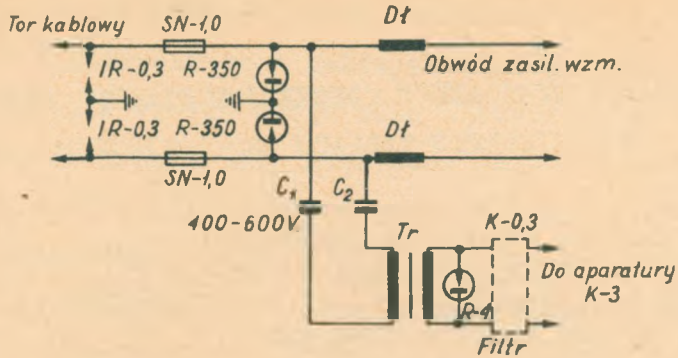 Tor kablowy
SN-1,0
Dł
IR-0,3 R-350
Obwód zasil. wzm.
IR-0,3 R-350
SN-1,0
Dł
C₁
C₂
400-600V
Tr
K-0,3
Do aparatury
K-3
R-4
Filtr